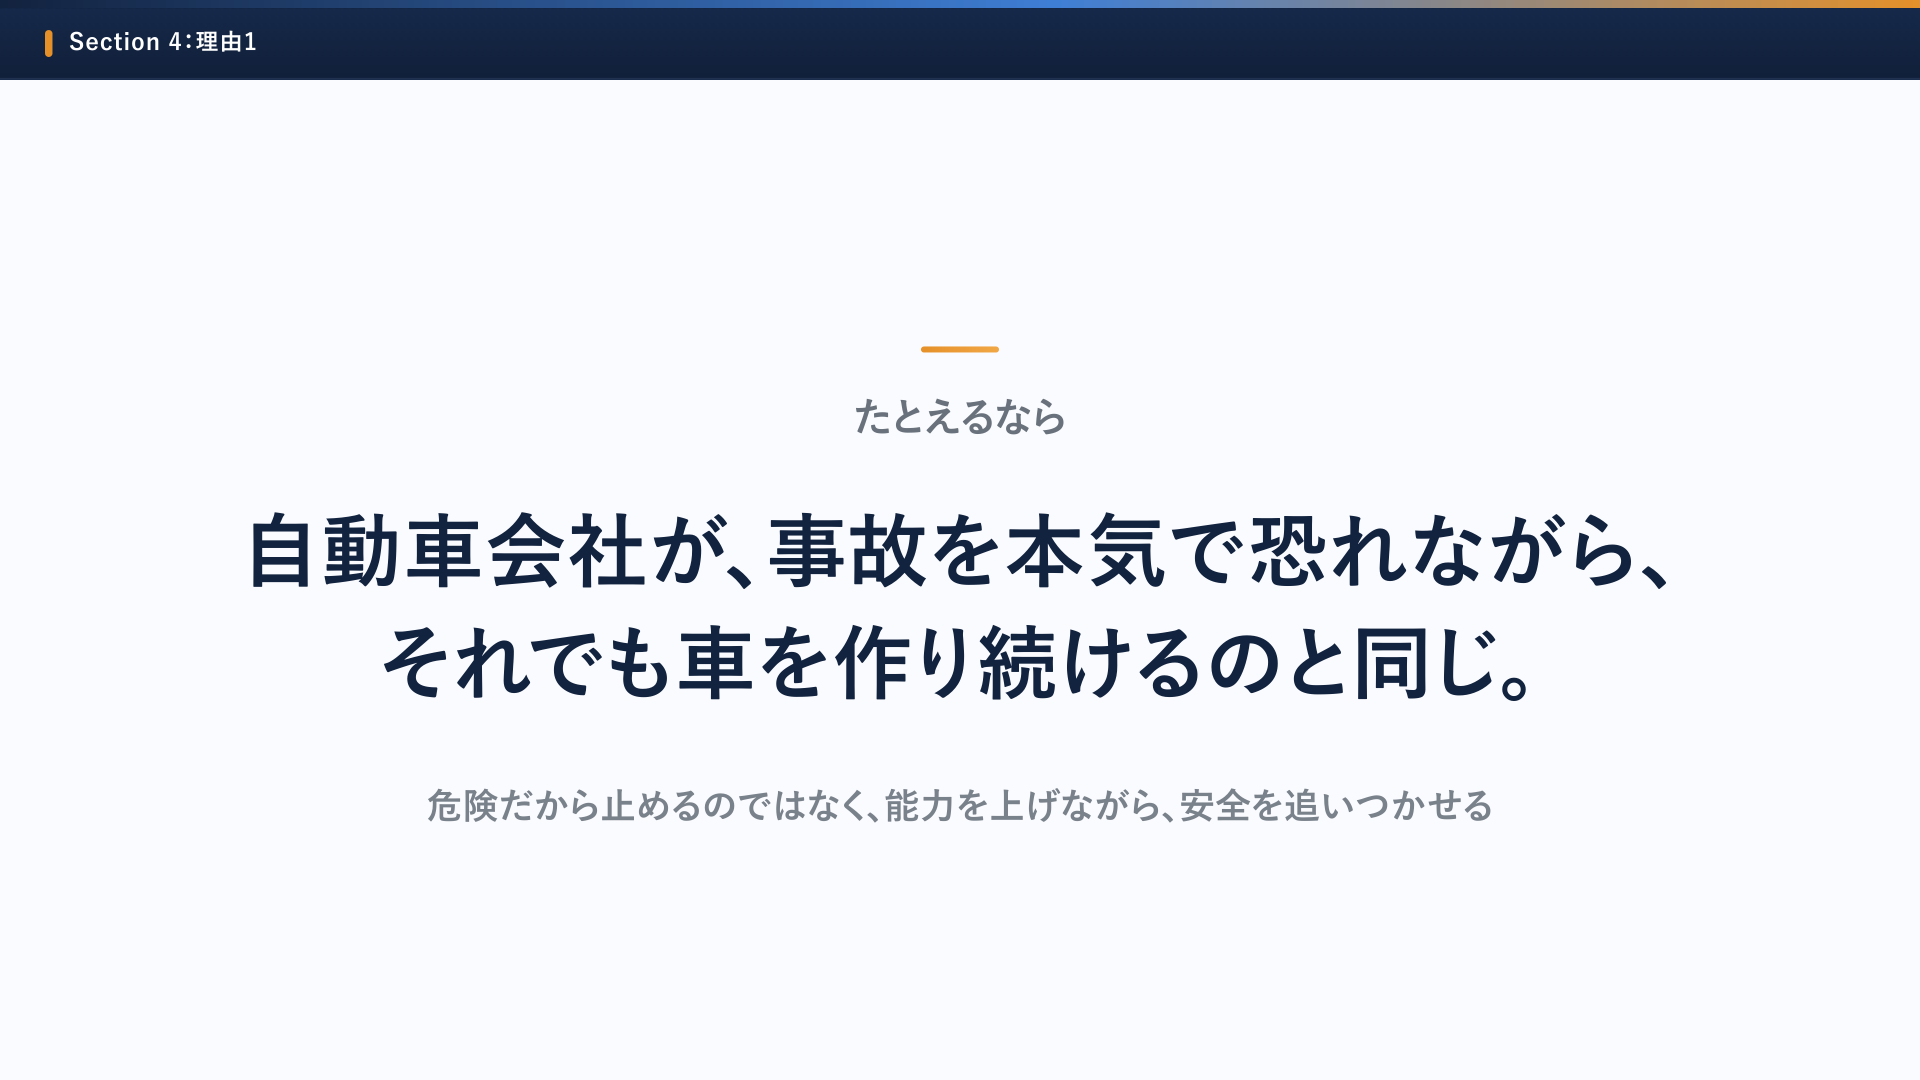 Section 4：理由1
たとえるなら
自動車会社が、事故を本気で恐れながら、
それでも車を作り続けるのと同じ。
危険だから止めるのではなく、能力を上げながら、安全を追いつかせる